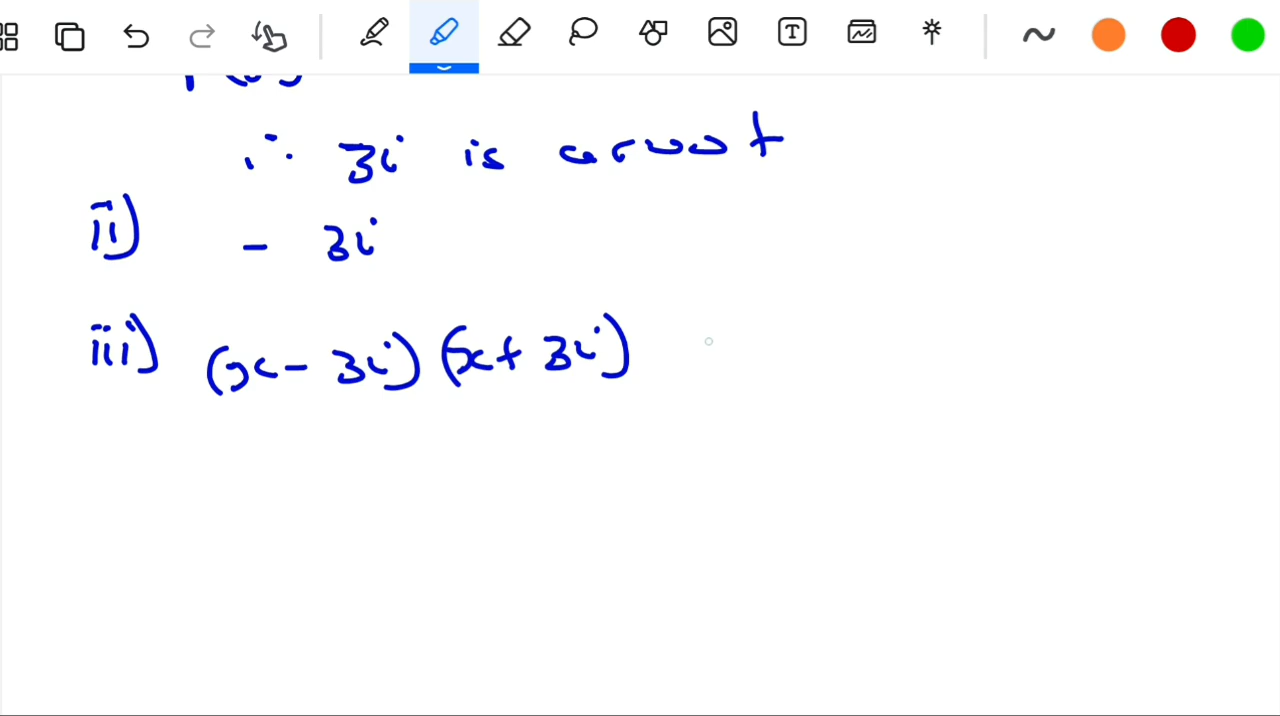 ∴ 3i is a root
ii) - 3i
iii) (x - 3i)(x + 3i)